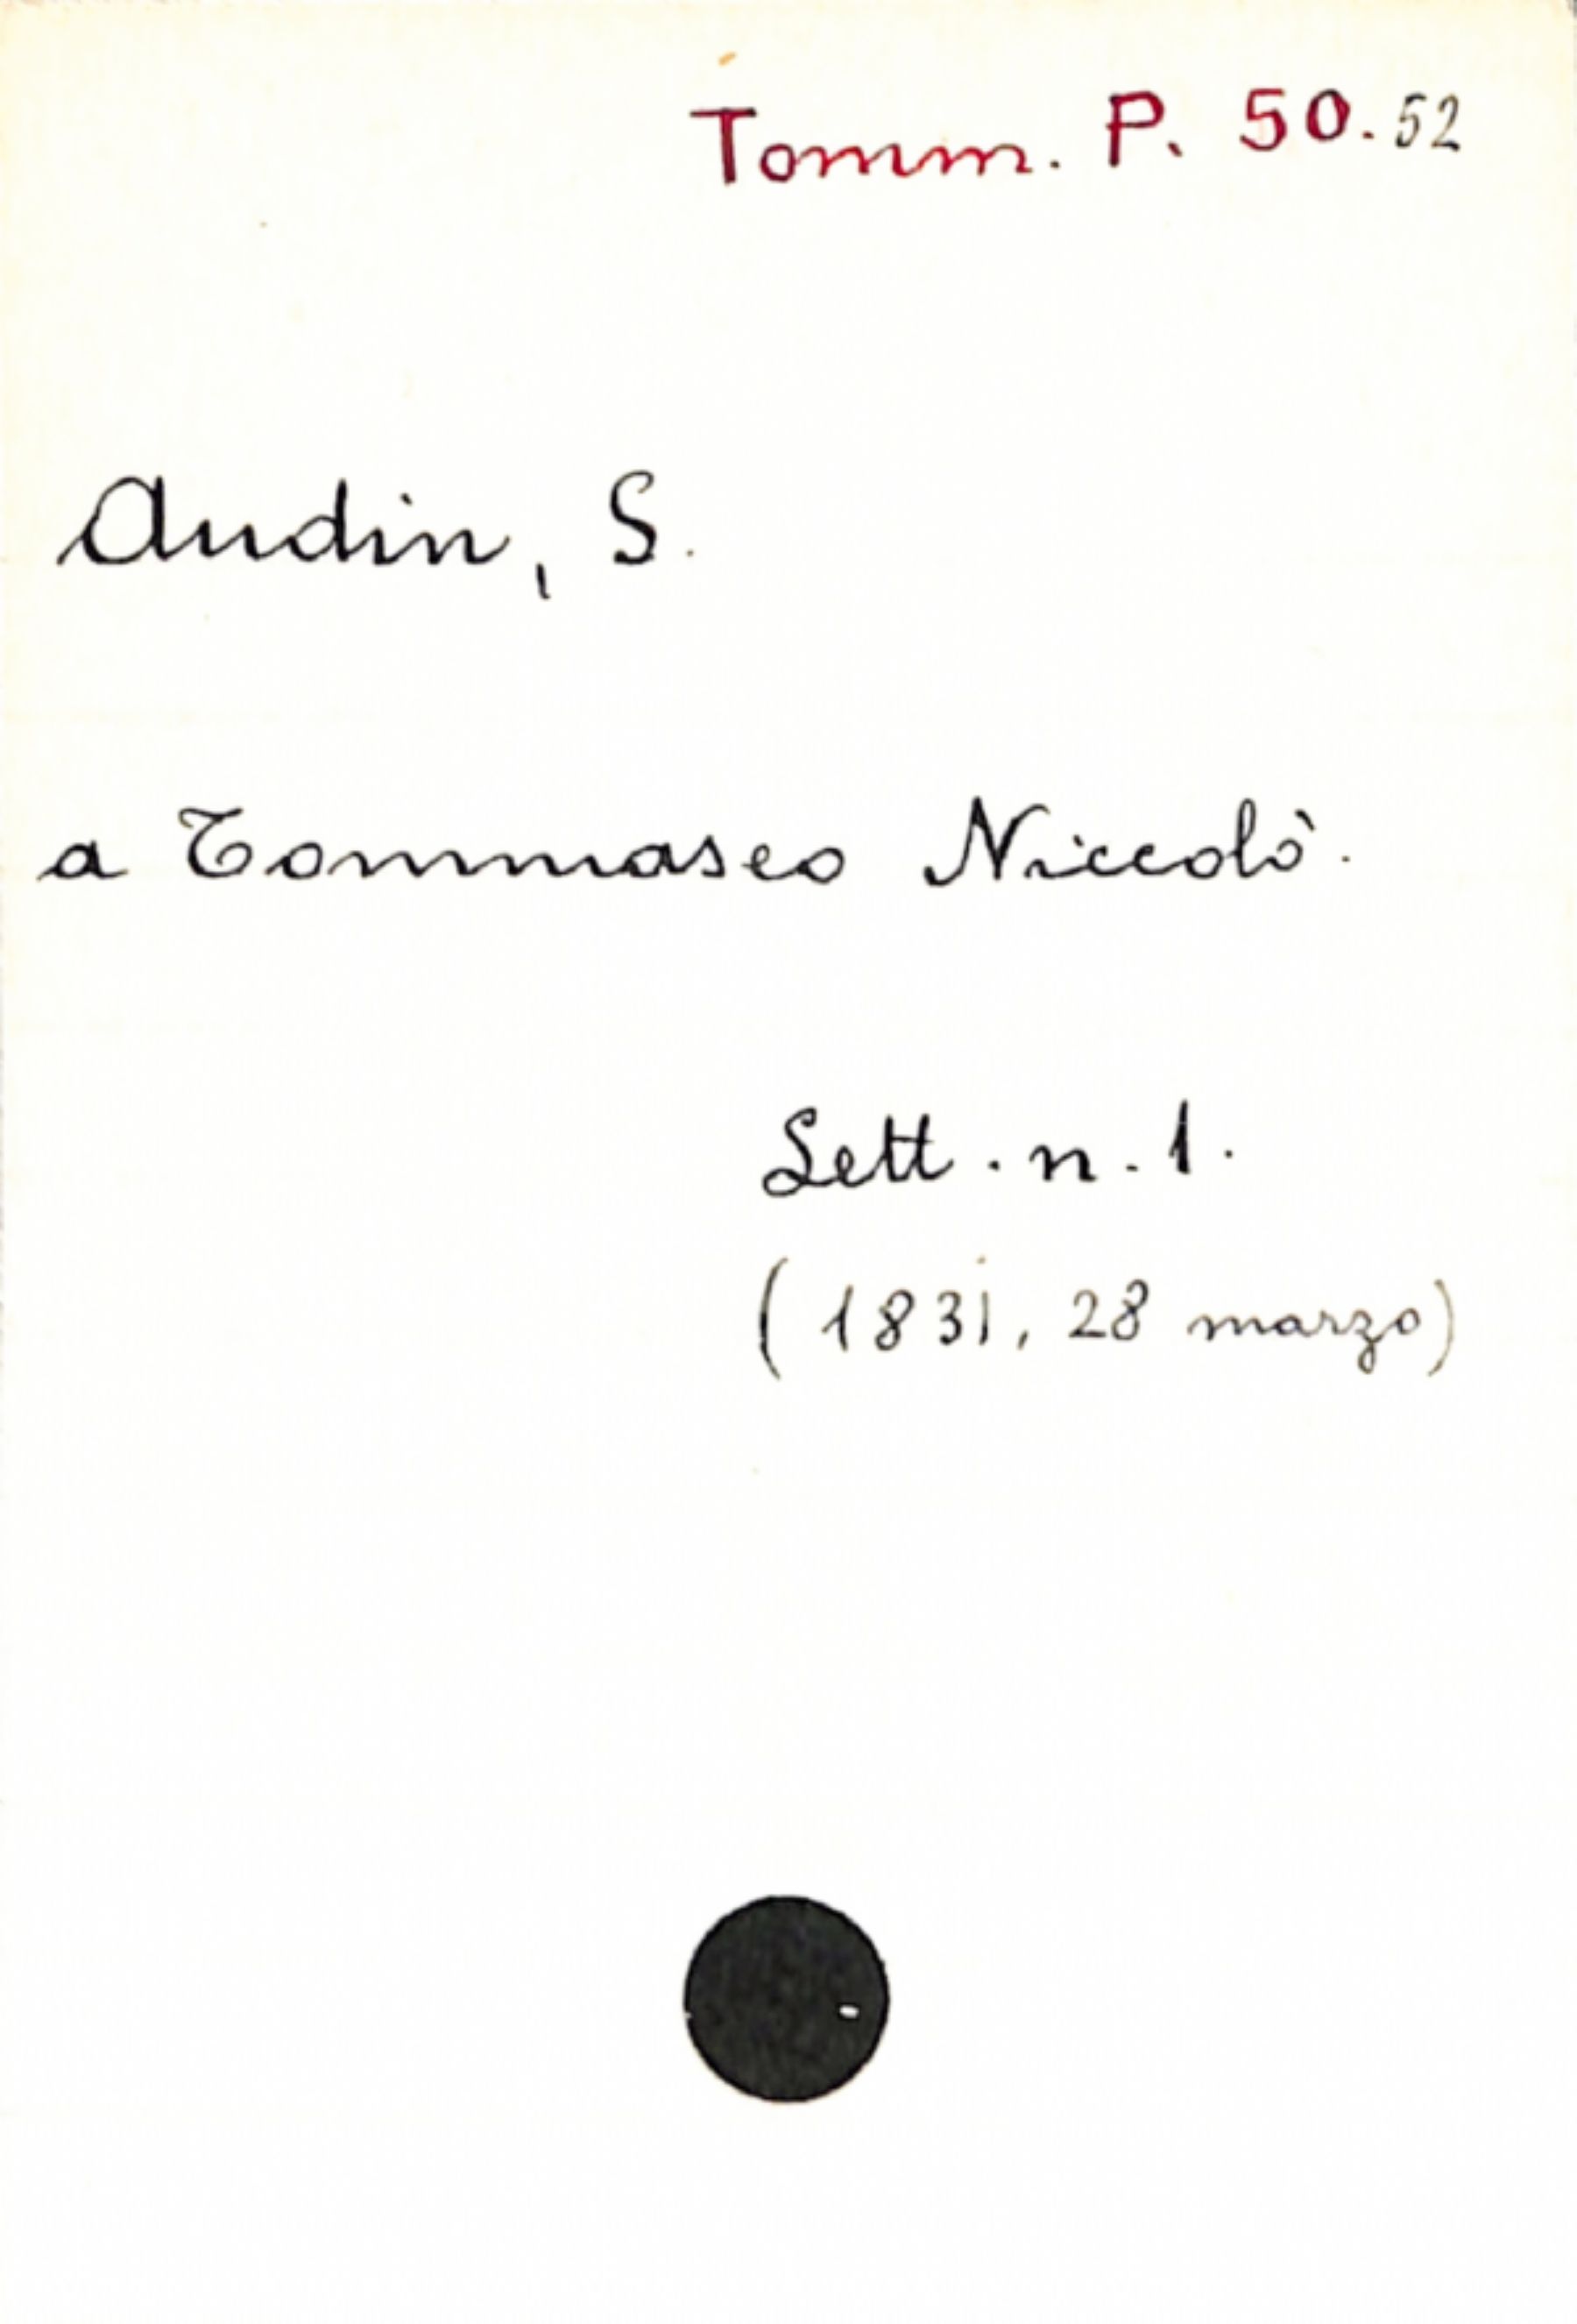 Tomm. P. 50.52
Audin, S.
a Tommaseo Niccolò.
Lett. n. 1.
(1831, 28 marzo)